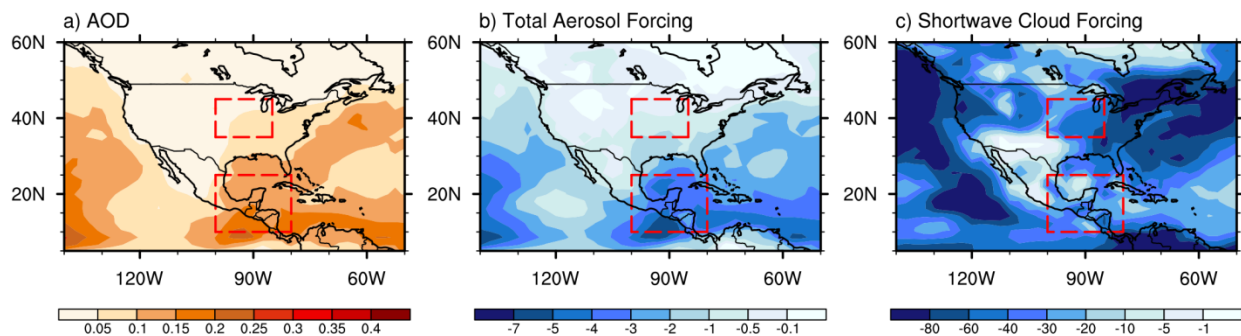 a) AOD
b) Total Aerosol Forcing
c) Shortwave Cloud Forcing
60N
40N
20N
120W 90W 60W
60N
40N
20N
120W 90W 60W
60N
40N
20N
120W 90W 60W
0.05 0.1 0.15 0.2 0.25 0.3 0.35 0.4
-7 -5 -4 -3 -2 -1 -0.5 -0.1
-80 -60 -40 -30 -20 -10 -5 -1